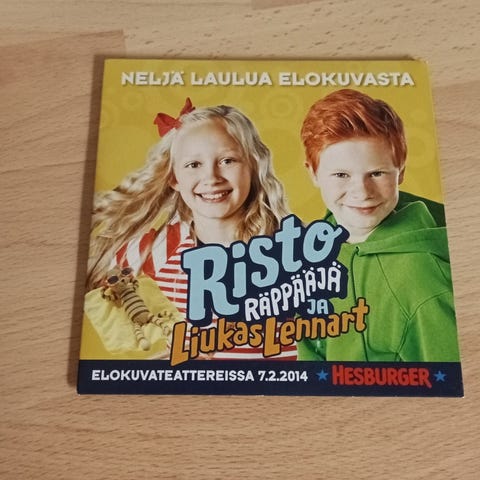 NELJÄ LAULUA ELOKUVASTA
Risto
RÄPPÄÄJÄ
JA
Liukas Lennart
ELOKUVATEATTEREISSA 7.2.2014 ★ HESBURGER ★